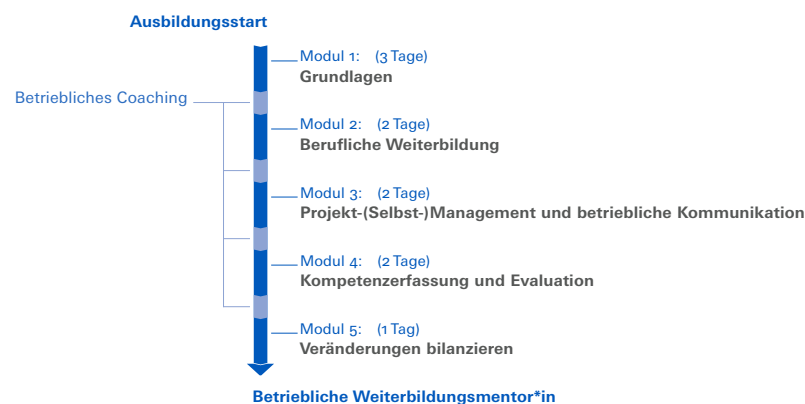 Ausbildungsstart
Modul 1: (3 Tage)
Grundlagen
Betriebliches Coaching
Modul 2: (2 Tage)
Berufliche Weiterbildung
Modul 3: (2 Tage)
Projekt-(Selbst-)Management und betriebliche Kommunikation
Modul 4: (2 Tage)
Kompetenzerfassung und Evaluation
Modul 5: (1 Tag)
Veränderungen bilanzieren
Betriebliche Weiterbildungsmentor*in